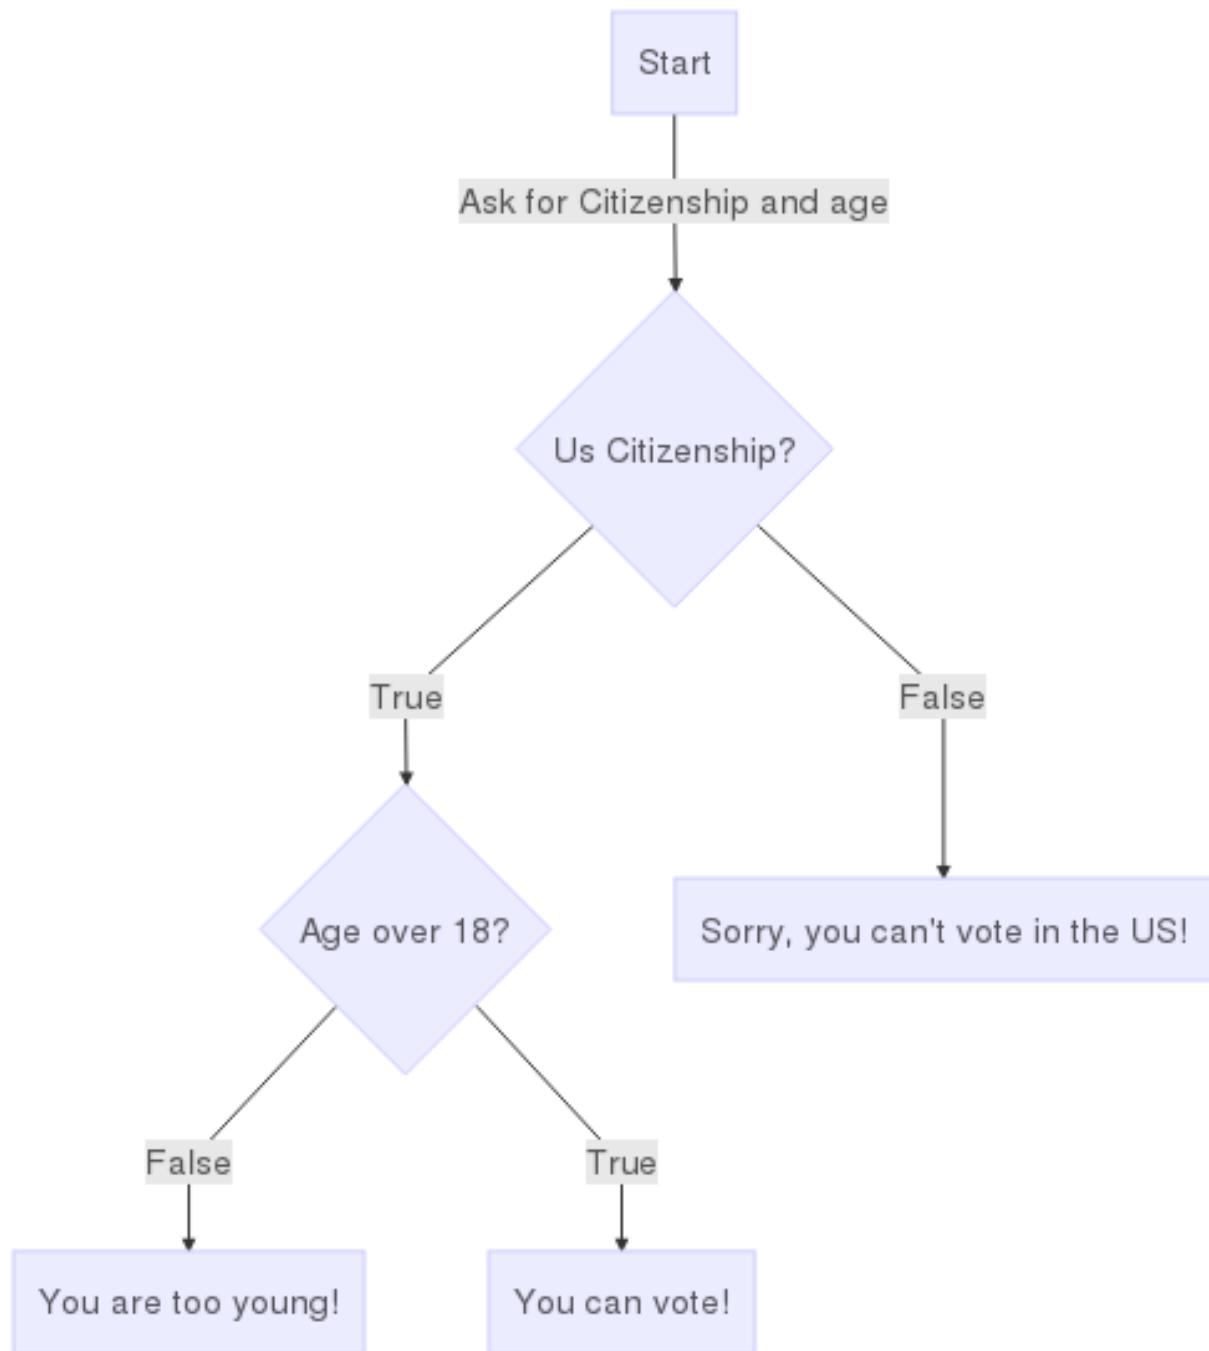 Start
Ask for Citizenship and age
Us Citizenship?
True
False
Age over 18?
Sorry, you can't vote in the US!
False
True
You are too young!
You can vote!